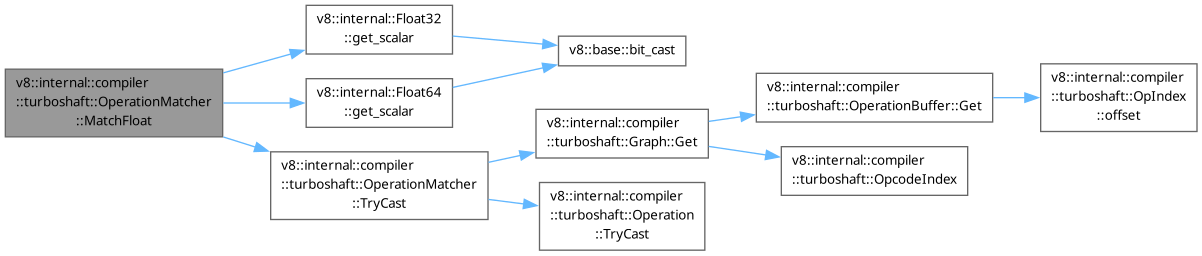 v8::internal::compiler
::turboshaft::OperationMatcher
::MatchFloat
v8::internal::Float32
::get_scalar
v8::internal::Float64
::get_scalar
v8::internal::compiler
::turboshaft::OperationMatcher
::TryCast
v8::base::bit_cast
v8::internal::compiler
::turboshaft::Graph::Get
v8::internal::compiler
::turboshaft::Operation
::TryCast
v8::internal::compiler
::turboshaft::OperationBuffer::Get
v8::internal::compiler
::turboshaft::OpcodeIndex
v8::internal::compiler
::turboshaft::OpIndex
::offset